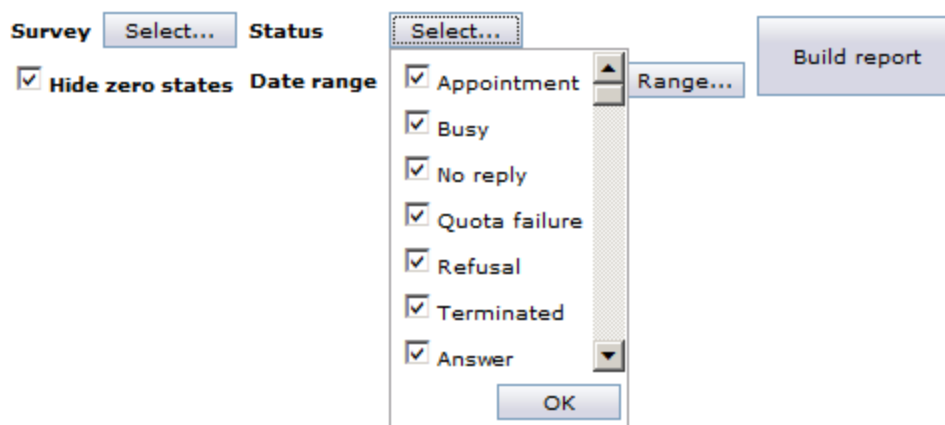 Survey Select... Status Select... Build report
Hide zero states Date range Range...
Appointment
Busy
No reply
Quota failure
Refusal
Terminated
Answer
OK